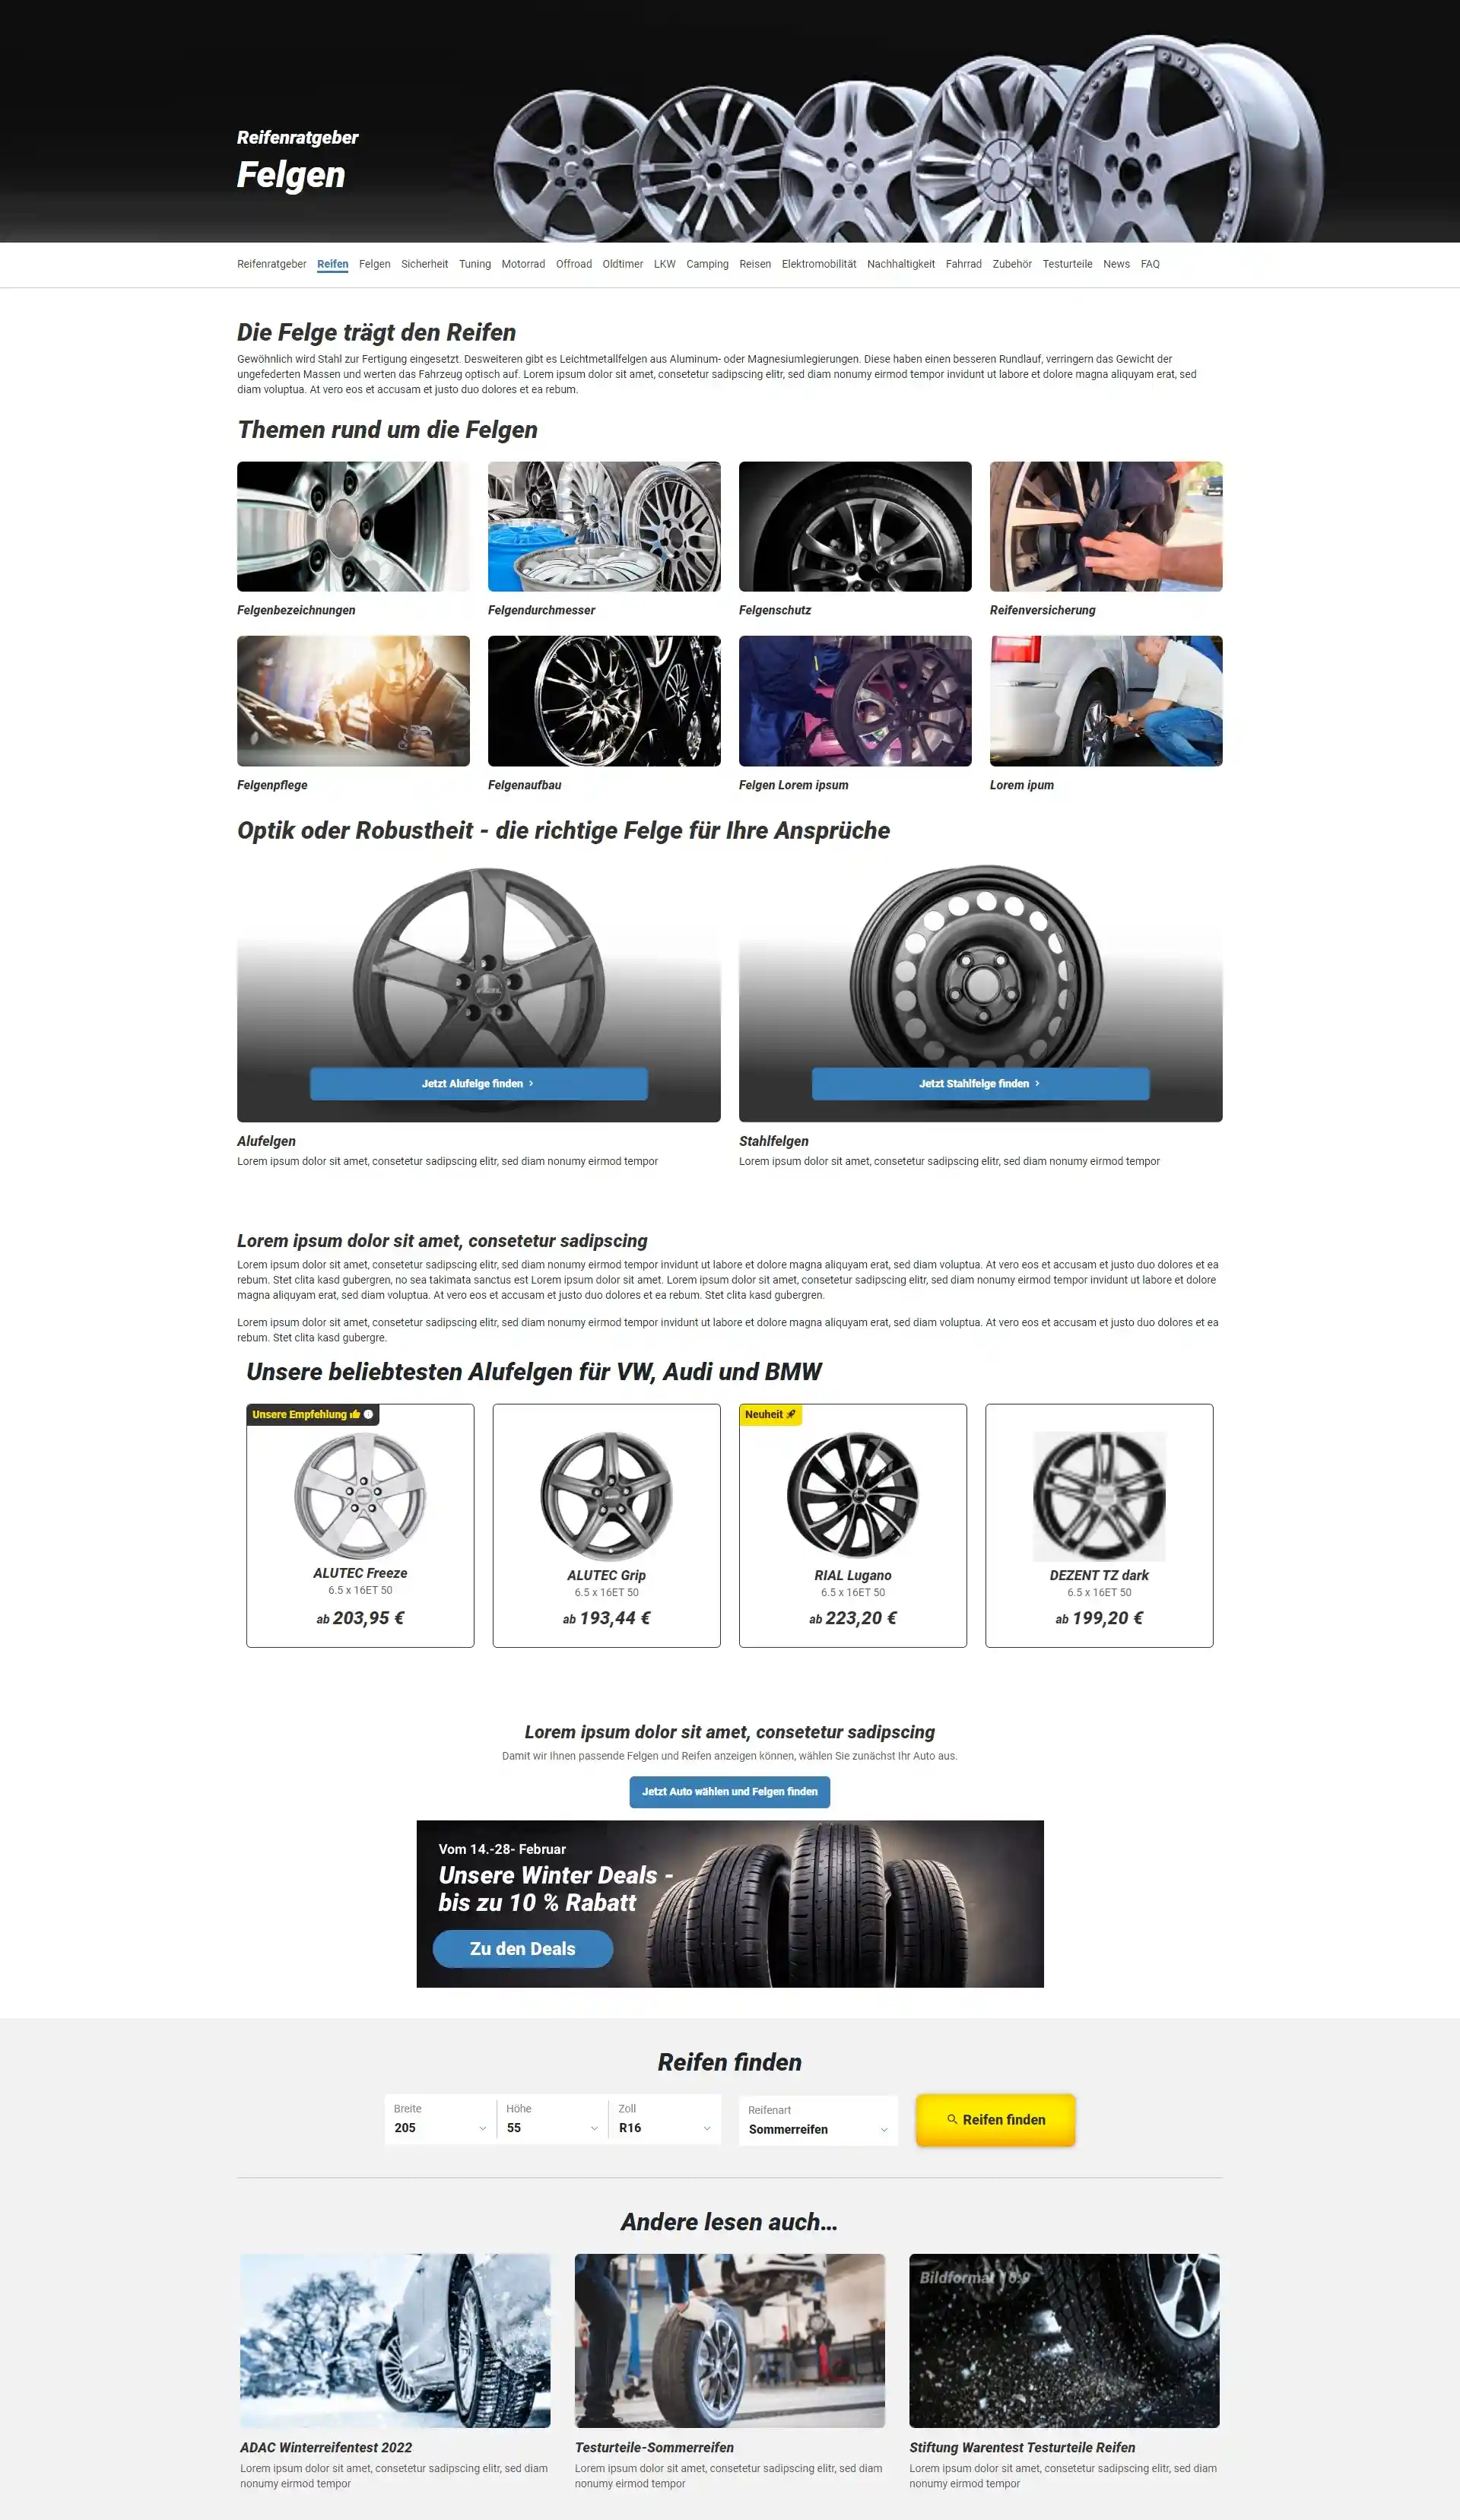 Reifenratgeber
Felgen
Reifenratgeber Reifen Felgen Sicherheit Tuning Motorrad Offroad Oldtimer LKW Camping Reisen Elektromobilität Nachhaltigkeit Fahrrad Zubehör Testurteile News FAQ
Die Felge trägt den Reifen
Gewöhnlich wird Stahl zur Fertigung eingesetzt. Desweiteren gibt es Leichtmetallfelgen aus Aluminum- oder Magnesiumlegierungen. Diese haben einen besseren Rundlauf, verringern das Gewicht der
ungefederten Massen und werten das Fahrzeug optisch auf. Lorem ipsum dolor sit amet, consetetur sadipscing elitr, sed diam nonumy eirmod tempor invidunt ut labore et dolore magna aliquyam erat, sed
diam voluptua. At vero eos et accusam et justo duo dolores et ea rebum.
Themen rund um die Felgen
Felgenbezeichnungen
Felgendurchmesser
Felgenschutz
Reifenversicherung
Felgenpflege
Felgenaufbau
Felgen Lorem ipsum
Lorem ipum
Optik oder Robustheit - die richtige Felge für Ihre Ansprüche
Jetzt Alufelge finden
Jetzt Stahlfelge finden
Alufelgen
Lorem ipsum dolor sit amet, consetetur sadipscing elitr, sed diam nonumy eirmod tempor
Stahlfelgen
Lorem ipsum dolor sit amet, consetetur sadipscing elitr, sed diam nonumy eirmod tempor
Lorem ipsum dolor sit amet, consetetur sadipscing
Lorem ipsum dolor sit amet, consetetur sadipscing elitr, sed diam nonumy eirmod tempor invidunt ut labore et dolore magna aliquyam erat, sed diam voluptua. At vero eos et accusam et justo duo dolores et ea
rebum. Stet clita kasd gubergren, no sea takimata sanctus est Lorem ipsum dolor sit amet. Lorem ipsum dolor sit amet, consetetur sadipscing elitr, sed diam nonumy eirmod tempor invidunt ut labore et dolore
magna aliquyam erat, sed diam voluptua. At vero eos et accusam et justo duo dolores et ea rebum. Stet clita kasd gubergren.
Lorem ipsum dolor sit amet, consetetur sadipscing elitr, sed diam nonumy eirmod tempor invidunt ut labore et dolore magna aliquyam erat, sed diam voluptua. At vero eos et accusam et justo duo dolores et ea
rebum. Stet clita kasd gubergre.
Unsere beliebtesten Alufelgen für VW, Audi und BMW
Unsere Empfehlung
ALUTEC Freeze
6.5 x 16ET 50
ab 203,95 €
ALUTEC Grip
6.5 x 16ET 50
ab 193,44 €
Neuheit
RIAL Lugano
6.5 x 16ET 50
ab 223,20 €
DEZENT TZ dark
6.5 x 16ET 50
ab 199,20 €
Lorem ipsum dolor sit amet, consetetur sadipscing
Damit wir Ihnen passende Felgen und Reifen anzeigen können, wählen Sie zunächst Ihr Auto aus.
Jetzt Auto wählen und Felgen finden
Vom 14.-28- Februar
Unsere Winter Deals -
bis zu 10 % Rabatt
Zu den Deals
Reifen finden
Breite
205
Höhe
55
Zoll
R16
Reifenart
Sommerreifen
Reifen finden
Andere lesen auch...
Bildformat 16:9
ADAC Winterreifentest 2022
Lorem ipsum dolor sit amet, consetetur sadipscing elitr, sed diam
nonumy eirmod tempor
Testurteile-Sommerreifen
Lorem ipsum dolor sit amet, consetetur sadipscing elitr, sed diam
nonumy eirmod tempor
Stiftung Warentest Testurteile Reifen
Lorem ipsum dolor sit amet, consetetur sadipscing elitr, sed diam
nonumy eirmod tempor